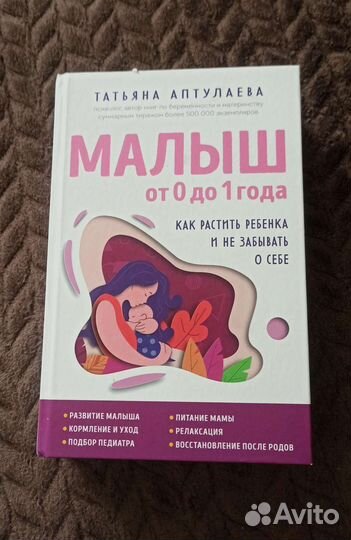 ТАТЬЯНА АПТУЛАЕВА
психолог, автор книг по беременности и материнству
суммарным тиражом более 500 000 экземпляров
МАЛЫШ
от 0 до 1 года
КАК РАСТИТЬ РЕБЕНКА
И НЕ ЗАБЫВАТЬ
О СЕБЕ
• РАЗВИТИЕ МАЛЫША
• КОРМЛЕНИЕ И УХОД
• ПОДБОР ПЕДИАТРА
• ПИТАНИЕ МАМЫ
• РЕЛАКСАЦИЯ
• ВОССТАНОВЛЕНИЕ ПОСЛЕ РОДОВ
Avito